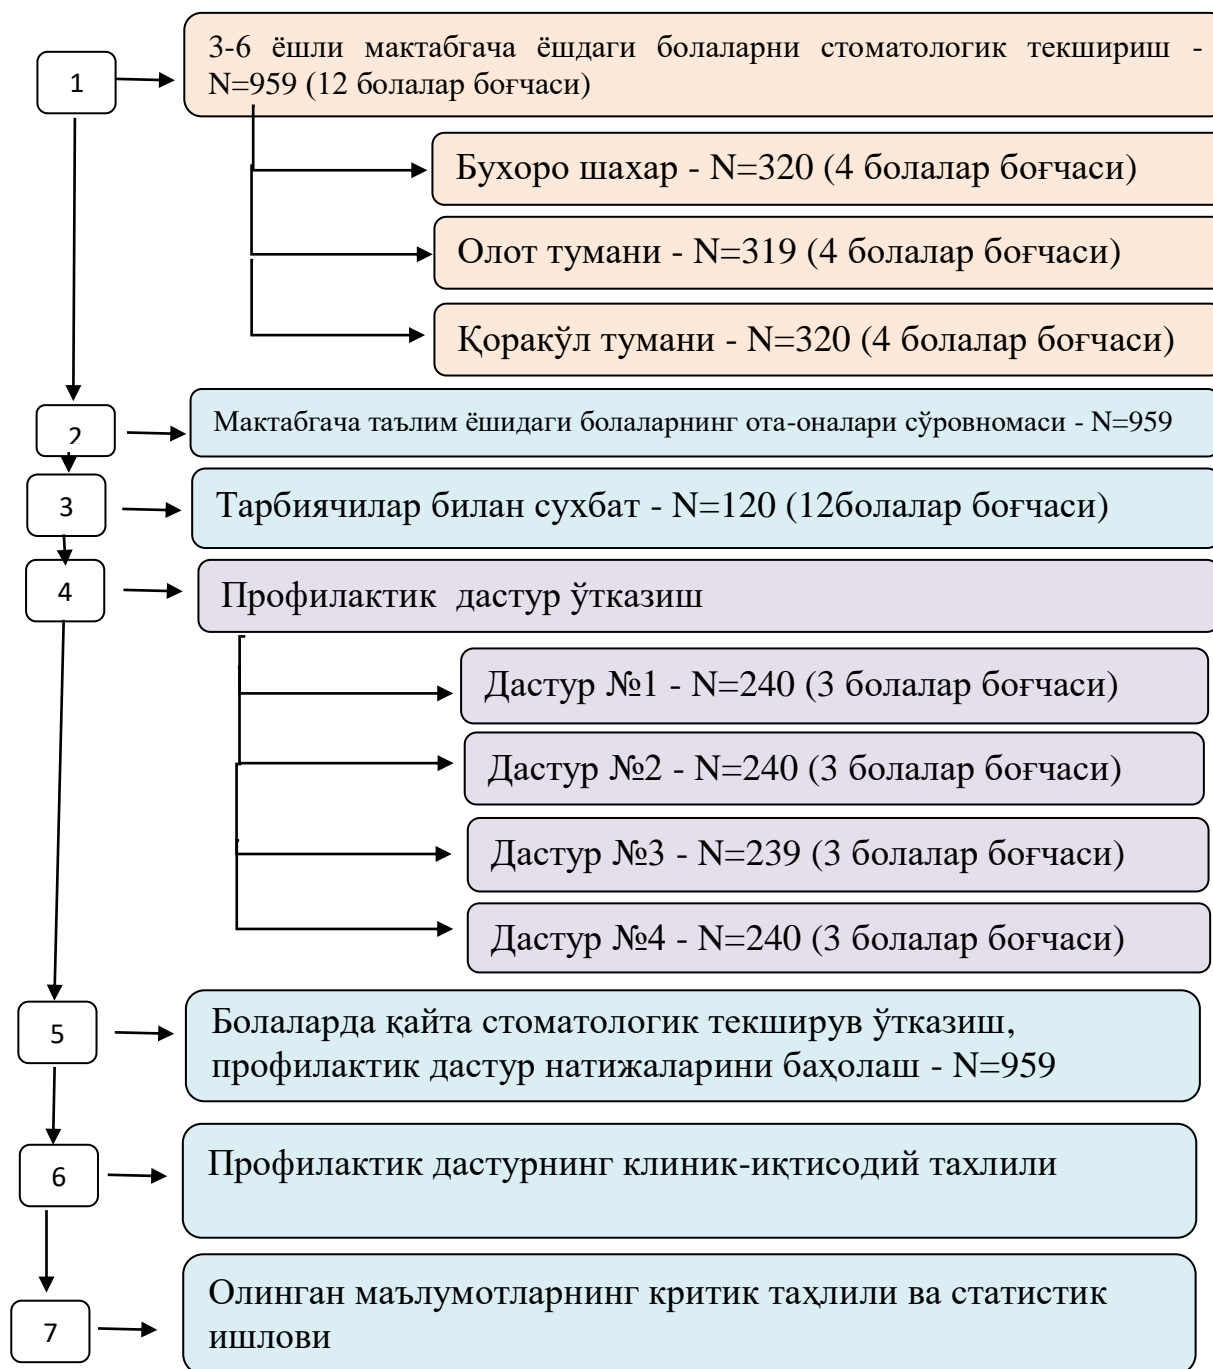 1
3-6 ёшли мактабгача ёшдаги болаларни стоматологик текшириш -
N=959 (12 болалар боғчаси)
Бухоро шахар - N=320 (4 болалар боғчаси)
Олот тумани - N=319 (4 болалар боғчаси)
Қоракўл тумани - N=320 (4 болалар боғчаси)
2
Мактабгача таълим ёшидаги болаларнинг ота-оналари сўровномаси - N=959
3
Тарбиячилар билан сухбат - N=120 (12болалар боғчаси)
4
Профилактик дастур ўтказиш
Дастур №1 - N=240 (3 болалар боғчаси)
Дастур №2 - N=240 (3 болалар боғчаси)
Дастур №3 - N=239 (3 болалар боғчаси)
Дастур №4 - N=240 (3 болалар боғчаси)
5
Болаларда қайта стоматологик текширув ўтказиш,
профилактик дастур натижаларини баҳолаш - N=959
6
Профилактик дастурнинг клиник-иқтисодий тахлили
7
Олинган маълумотларнинг критик таҳлили ва статистик
ишлови